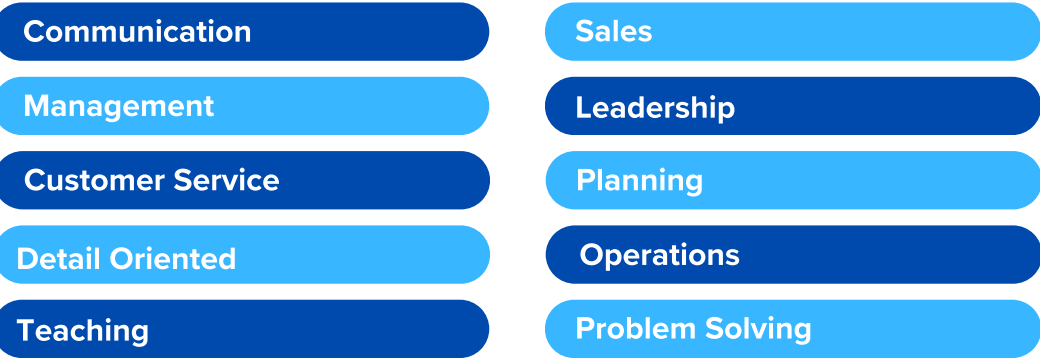 Communication
Management
Customer Service
Detail Oriented
Teaching
Sales
Leadership
Planning
Operations
Problem Solving